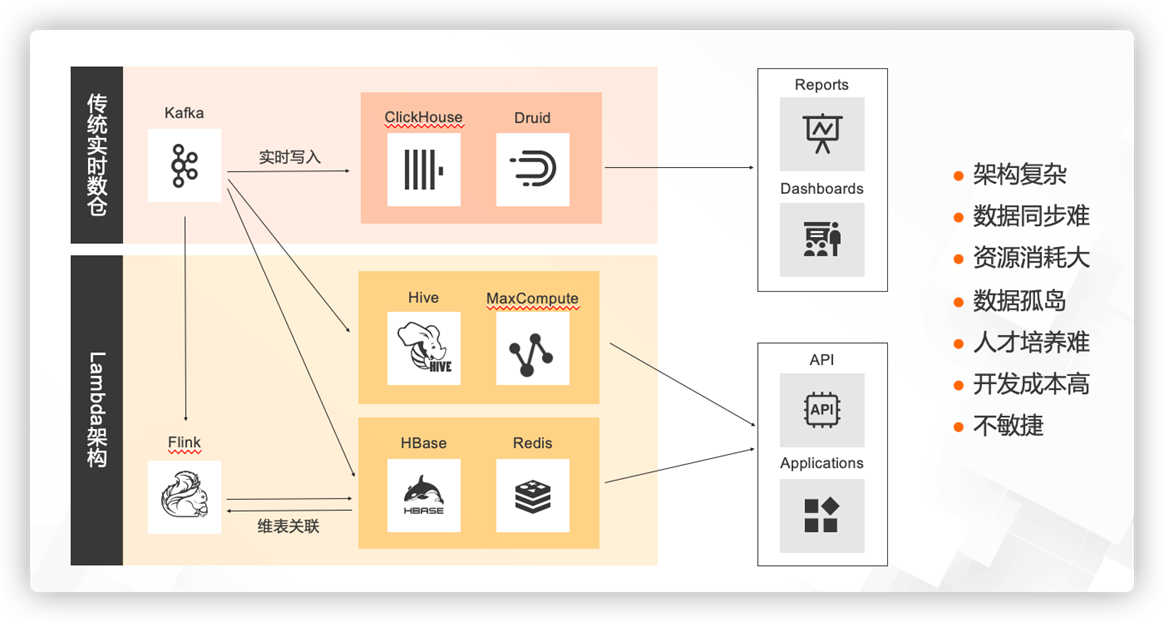 传统实时数仓
Kafka
实时写入
ClickHouse
Druid
Reports
Dashboards
Lambda架构
Hive
MaxCompute
HIVE
Flink
维表关联
HBase
Redis
HBASE
API
API
Applications
架构复杂
数据同步难
资源消耗大
数据孤岛
人才培养难
开发成本高
不敏捷